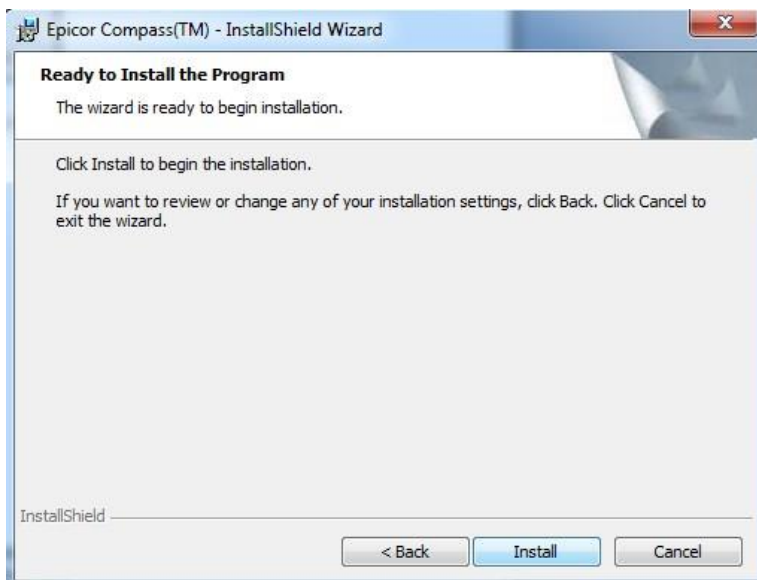 Epicor Compass(TM) - InstallShield Wizard
Ready to Install the Program
The wizard is ready to begin installation.
Click Install to begin the installation.
If you want to review or change any of your installation settings, click Back. Click Cancel to
exit the wizard.
InstallShield
< Back Install Cancel